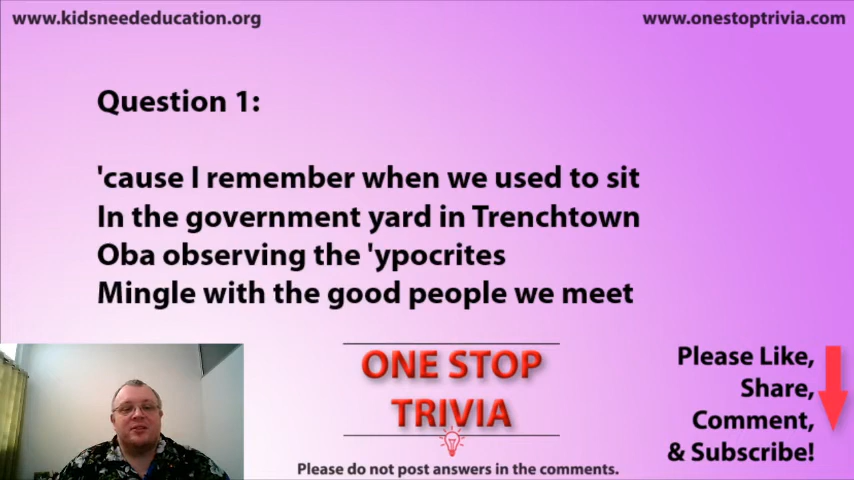 www.kidsneededucation.org
www.onestoptrivia.com
Question 1:
'cause I remember when we used to sit
In the government yard in Trenchtown
Oba observing the 'ypocrites
Mingle with the good people we meet
ONE STOP
TRIVIA
Please do not post answers in the comments.
Please Like,
Share,
Comment,
& Subscribe!